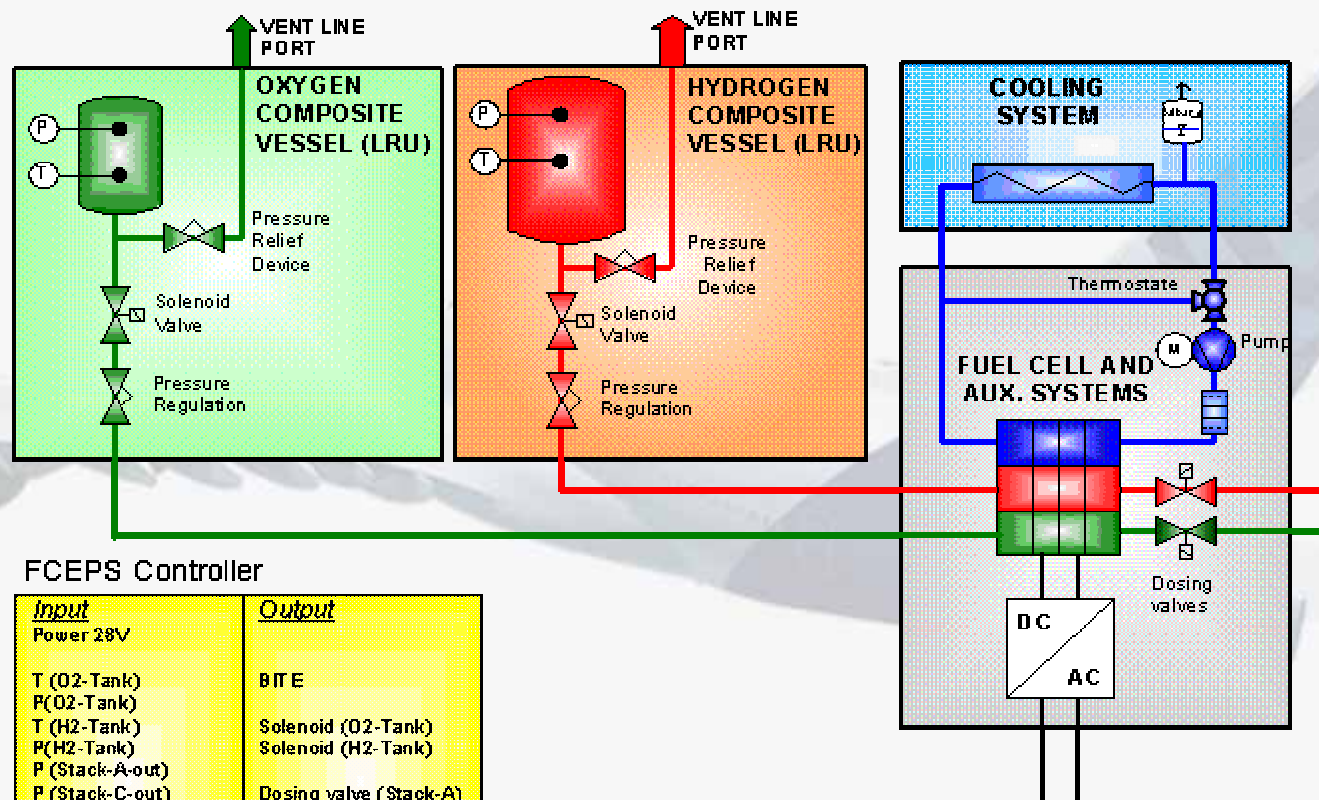 VENT LINE
PORT
VENT LINE
PORT
OXYGEN
COMPOSITE
VESSEL (LRU)
P
T
Pressure
Relief
Device
Solenoid
Valve
Pressure
Regulation
HYDROGEN
COMPOSITE
VESSEL (LRU)
P
T
Pressure
Relief
Device
Solenoid
Valve
Pressure
Regulation
COOLING
SYSTEM
Thermostate
M
Pump
FUEL CELL AND
AUX. SYSTEMS
Dosing
valves
DC
AC
FCEPS Controller
Input
Power 28V
T (O2-Tank)
P(O2-Tank)
T (H2-Tank)
P(H2-Tank)
P (Stack-A-out)
P (Stack-C-out)
Output
BITE
Solenoid (O2-Tank)
Solenoid (H2-Tank)
Dosing valve (Stack-A)